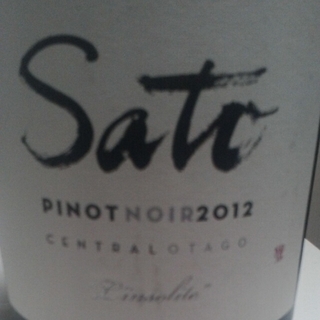 Sato
PINOT NOIR 2012
CENTRAL OTAGO
"L'insolite"